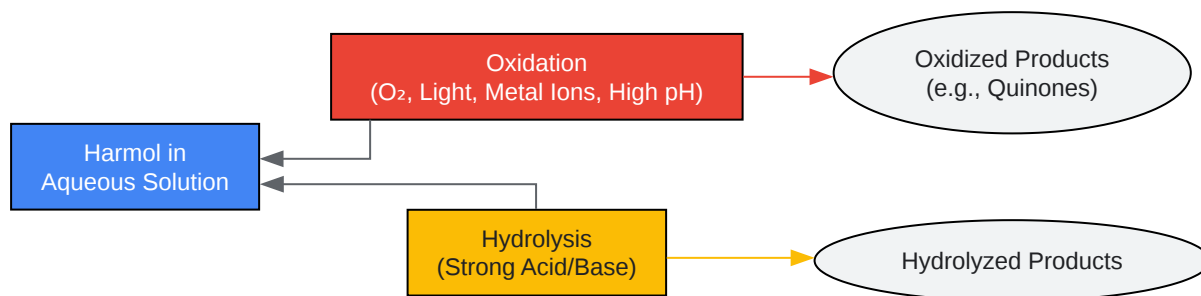 Oxidation
(O₂, Light, Metal Ions, High pH)
Oxidized Products
(e.g., Quinones)
Harmol in
Aqueous Solution
Hydrolysis
(Strong Acid/Base)
Hydrolyzed Products